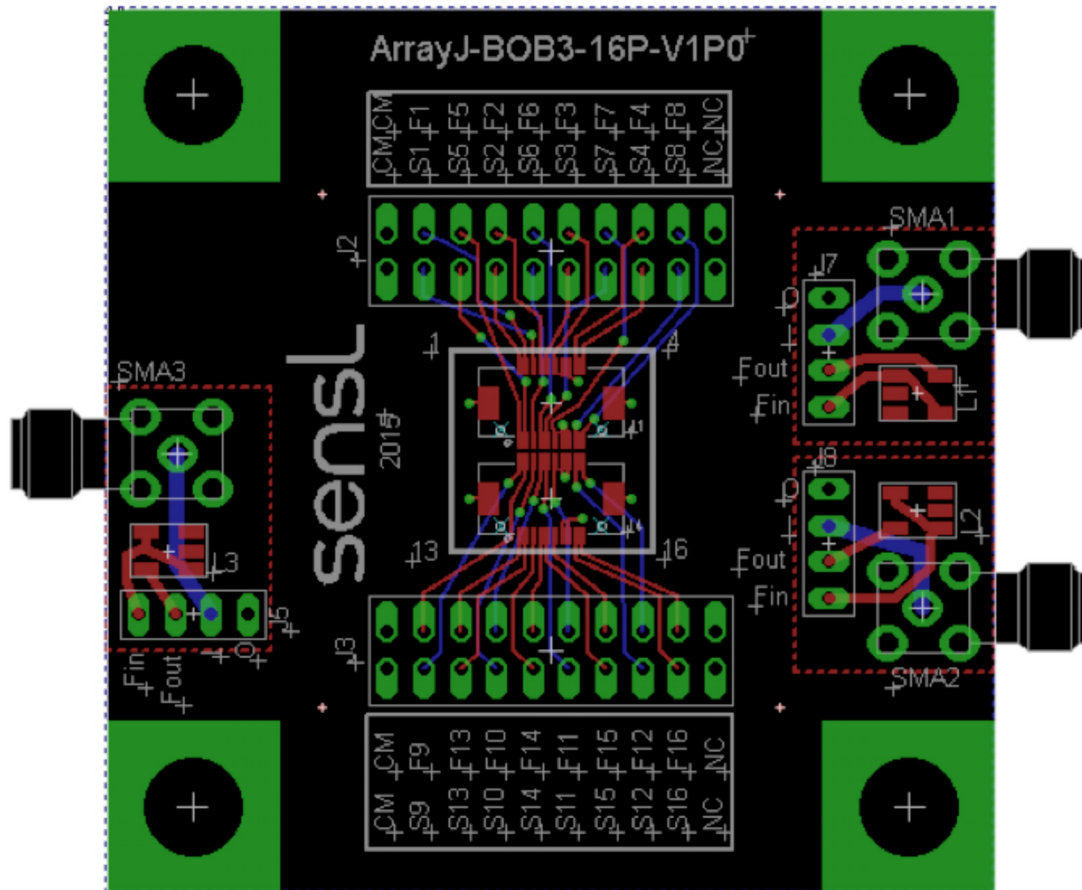 ArrayJ-BOB3-16P-V1P0
CM F1 F5 F2 F6 F3 F7 F4 F8 NC
CM S1 S5 S2 S6 S3 S7 S4 S8 NC
J2
SMA1
J7
O
I
Fout
Fin
L1
1
4
sensL
2015
J1
J4
13
16
SMA3
L3
J5
Fin
Fout
I
O
J8
O
I
Fout
Fin
L2
SMA2
J3
CM F9 F13 F10 F14 F11 F15 F12 F16 NC
CM S9 S13 S10 S14 S11 S15 S12 S16 NC